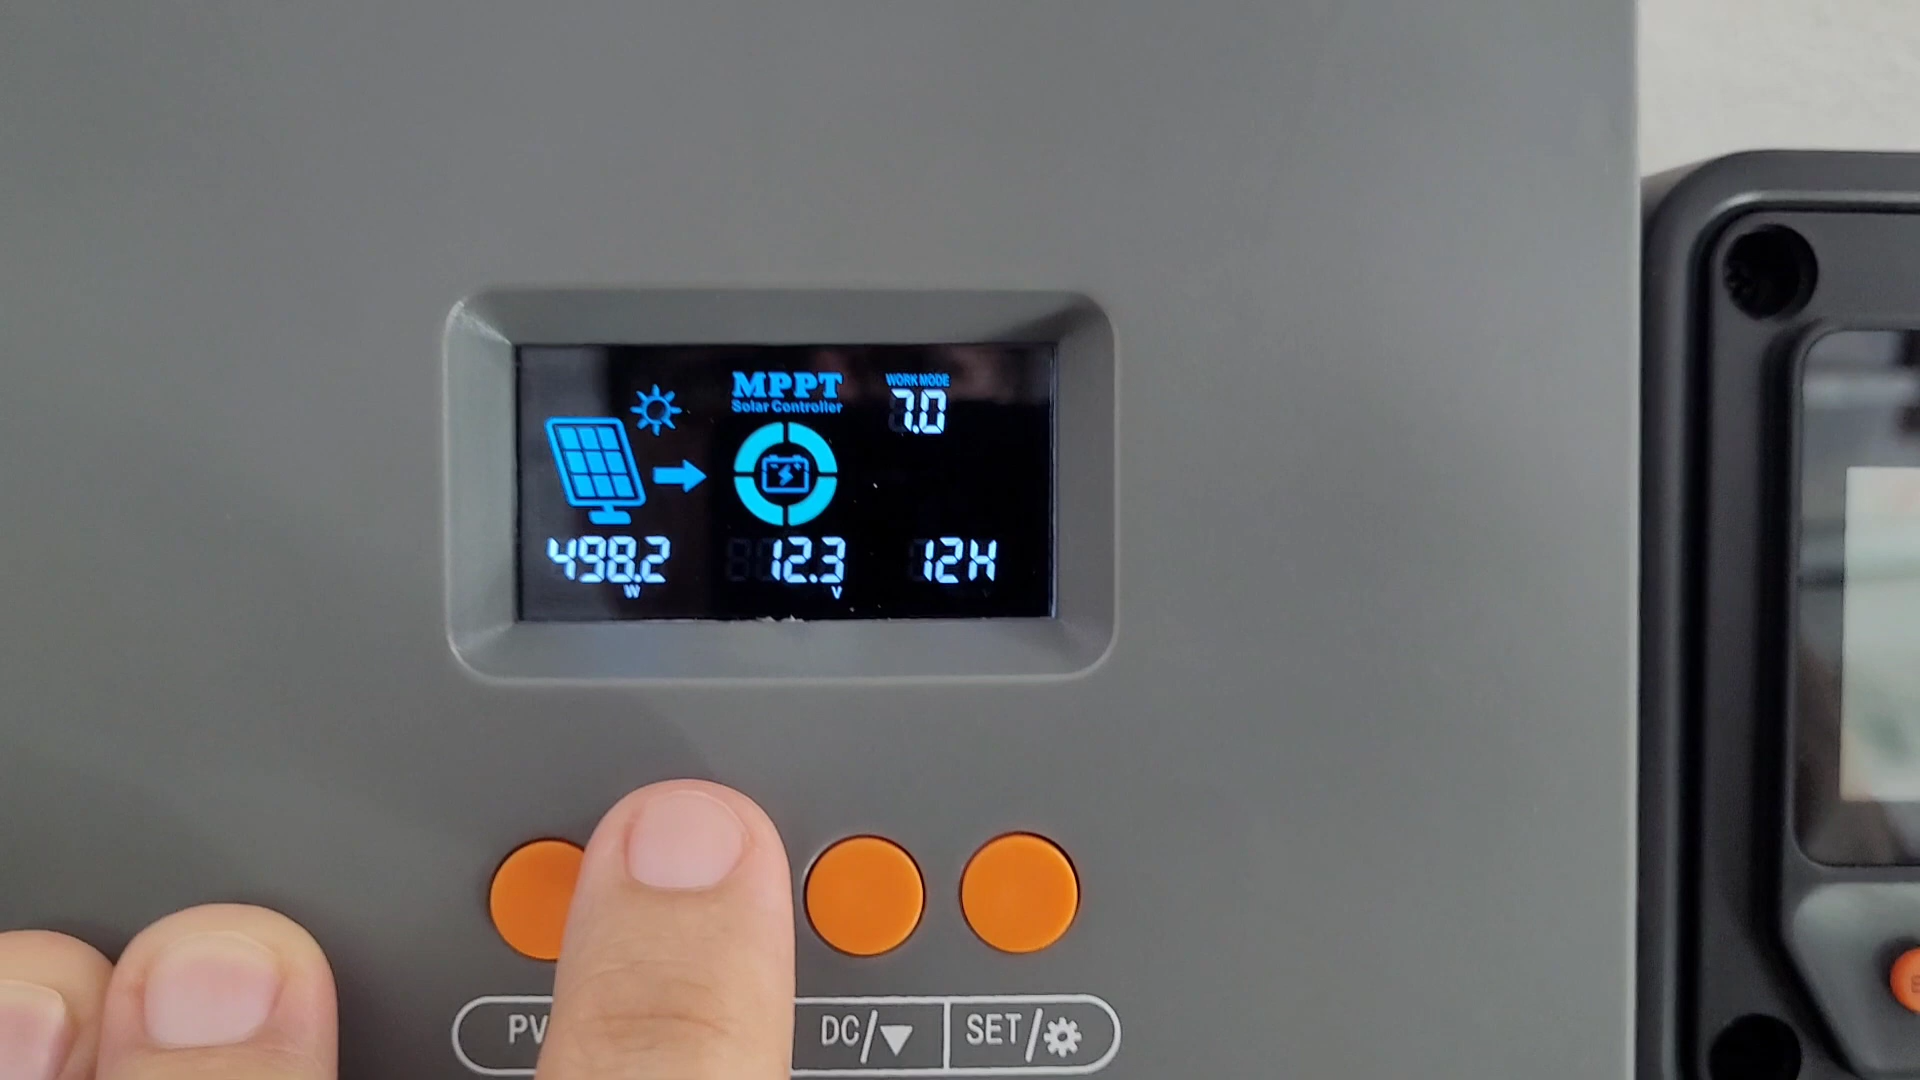 MPPT
Solar Controller
WORK MODE
7.0
498.2
W
12.3
V
12H
PV
DC/▼
SET/